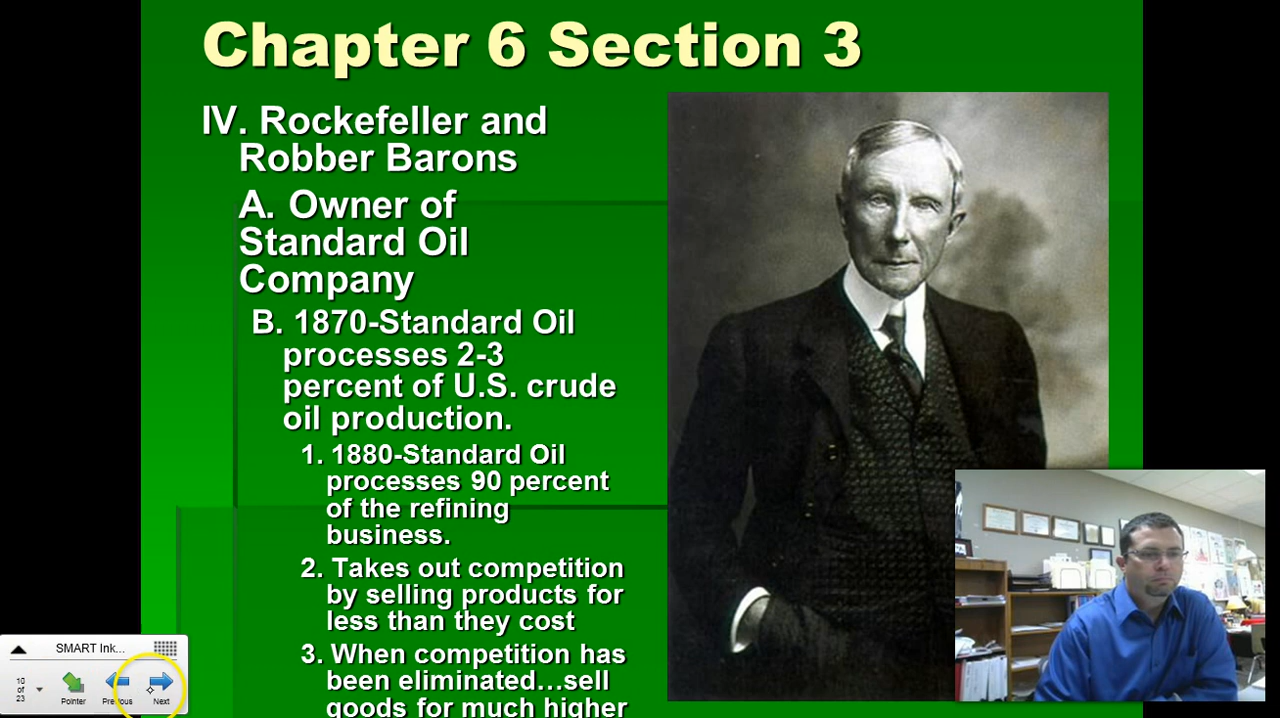 Chapter 6 Section 3
IV. Rockefeller and
Robber Barons
A. Owner of
Standard Oil
Company
B. 1870-Standard Oil
processes 2-3
percent of U.S. crude
oil production.
1. 1880-Standard Oil
processes 90 percent
of the refining
business.
2. Takes out competition
by selling products for
less than they cost
3. When competition has
been eliminated…sell
goods for much higher
SMART Ink...
10
of
23
Pointer
Previous
Next